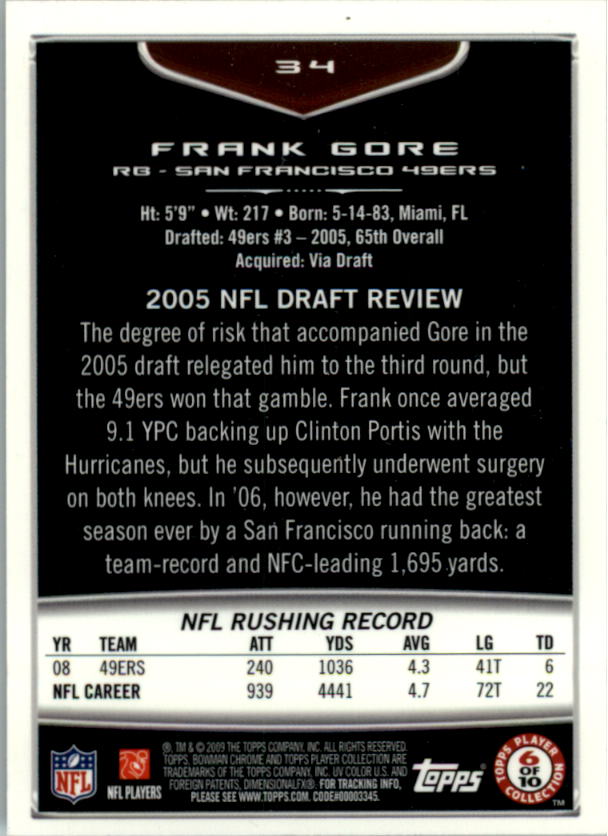 34
FRANK GORE
RB - SAN FRANCISCO 49ERS
Ht: 5'9" • Wt: 217 • Born: 5-14-83, Miami, FL
Drafted: 49ers #3 – 2005, 65th Overall
Acquired: Via Draft
2005 NFL DRAFT REVIEW
The degree of risk that accompanied Gore in the
2005 draft relegated him to the third round, but
the 49ers won that gamble. Frank once averaged
9.1 YPC backing up Clinton Portis with the
Hurricanes, but he subsequently underwent surgery
on both knees. In '06, however, he had the greatest
season ever by a San Francisco running back: a
team-record and NFC-leading 1,695 yards.
NFL RUSHING RECORD
YR TEAM ATT YDS AVG LG TD
08 49ERS 240 1036 4.3 41T 6
NFL CAREER 939 4441 4.7 72T 22
®, TM & © 2009 THE TOPPS COMPANY, INC. ALL RIGHTS RESERVED.
TOPPS, BOWMAN CHROME AND TOPPS PLAYER COLLECTION ARE
TRADEMARKS OF THE TOPPS COMPANY, INC. UV COLOR U.S. AND
FOREIGN PATENTS, DIMENSIONALFX®. FOR TRACKING INFO,
PLEASE SEE WWW.TOPPS.COM. CODE#00003345.
NFL
NFL PLAYERS
Topps
TOPPS PLAYER
6
OF
10
COLLECTION
TM